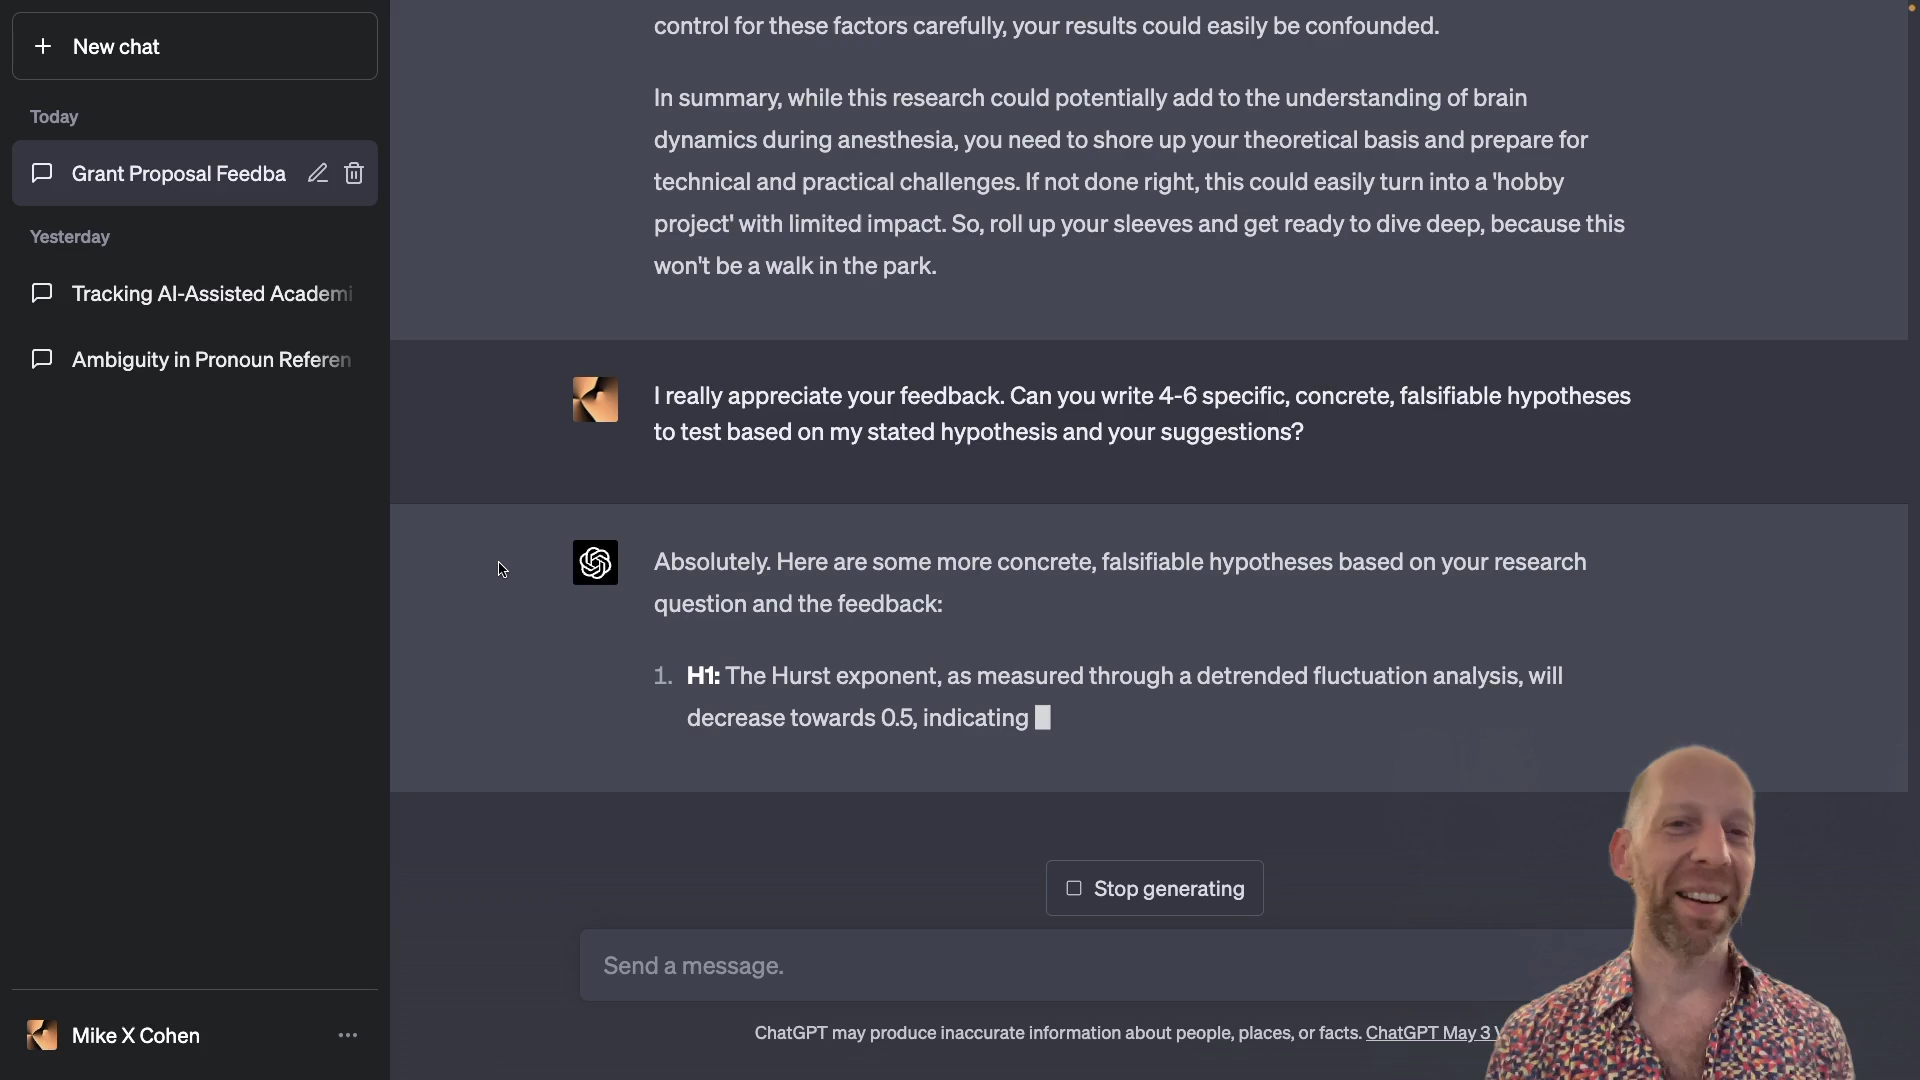 New chat
Today
Grant Proposal Feedba
Yesterday
Tracking AI-Assisted Academi
Ambiguity in Pronoun Referen
Mike X Cohen
control for these factors carefully, your results could easily be confounded.
In summary, while this research could potentially add to the understanding of brain
dynamics during anesthesia, you need to shore up your theoretical basis and prepare for
technical and practical challenges. If not done right, this could easily turn into a 'hobby
project' with limited impact. So, roll up your sleeves and get ready to dive deep, because this
won't be a walk in the park.
I really appreciate your feedback. Can you write 4-6 specific, concrete, falsifiable hypotheses
to test based on my stated hypothesis and your suggestions?
Absolutely. Here are some more concrete, falsifiable hypotheses based on your research
question and the feedback:
1. H1: The Hurst exponent, as measured through a detrended fluctuation analysis, will
decrease towards 0.5, indicating
Stop generating
Send a message.
ChatGPT may produce inaccurate information about people, places, or facts. ChatGPT May 3 V